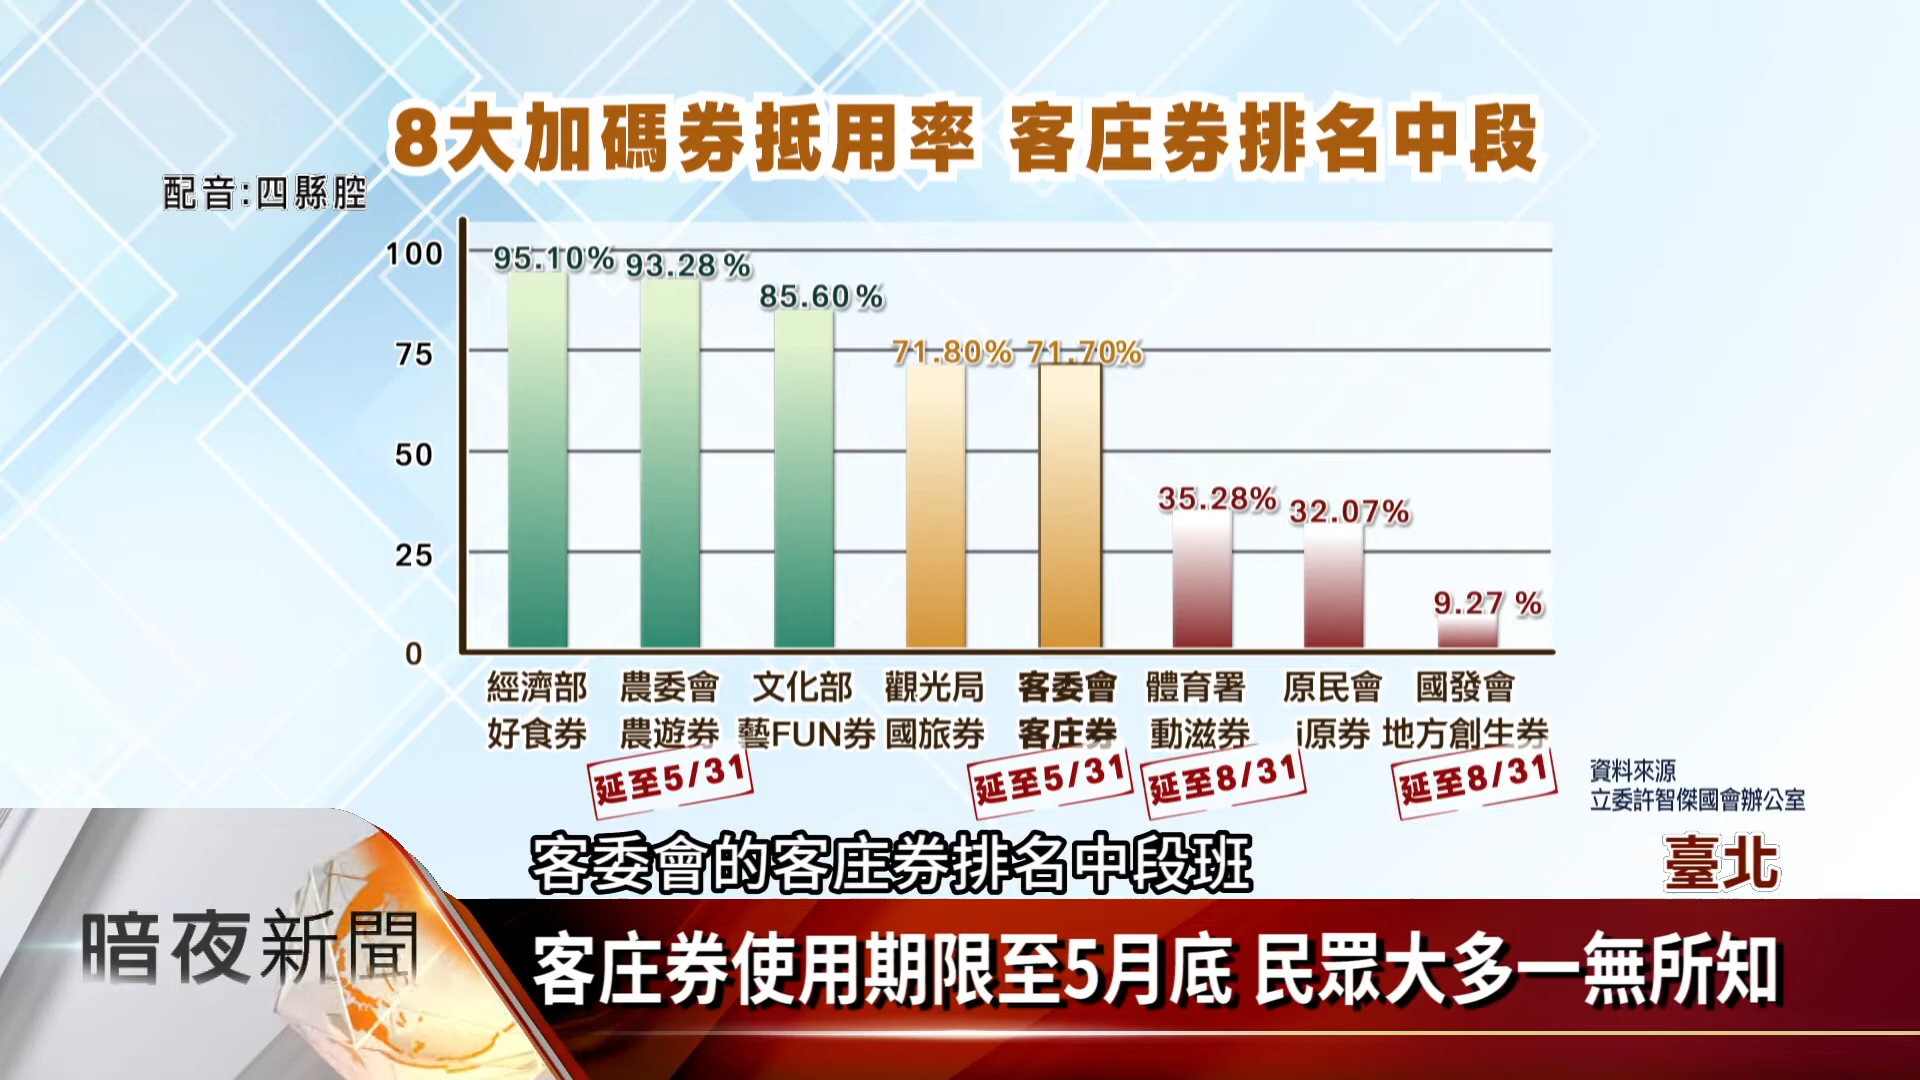 8大加碼券抵用率 客庄券排名中段
配音:四縣腔
100
75
50
25
0
95.10%
93.28%
85.60%
71.80%
71.70%
35.28%
32.07%
9.27%
經濟部 農委會 文化部 觀光局 客委會 體育署 原民會 國發會
好食券 農遊券 藝FUN券 國旅券 客庄券 動滋券 i原券 地方創生券
延至5/31 延至5/31 延至8/31 延至8/31
資料來源
立委許智傑國會辦公室
客委會的客庄券排名中段班
臺北
暗夜新聞
客庄券使用期限至5月底 民眾大多一無所知